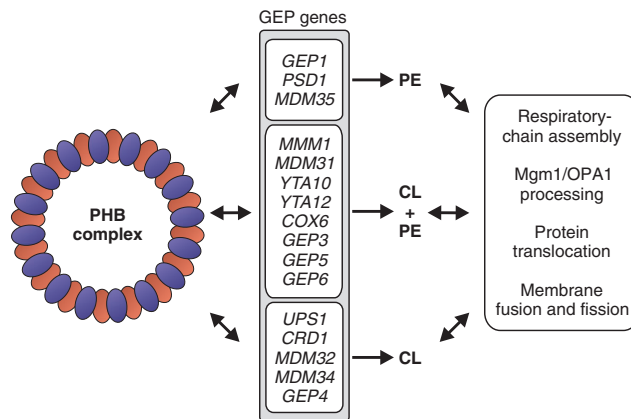 GEP genes
GEP1
PSD1
MDM35
PE
MMM1
MDM31
YTA10
YTA12
COX6
GEP3
GEP5
GEP6
CL
+
PE
UPS1
CRD1
MDM32
MDM34
GEP4
CL
PHB
complex
Respiratory-
chain assembly
Mgm1/OPA1
processing
Protein
translocation
Membrane
fusion and fission